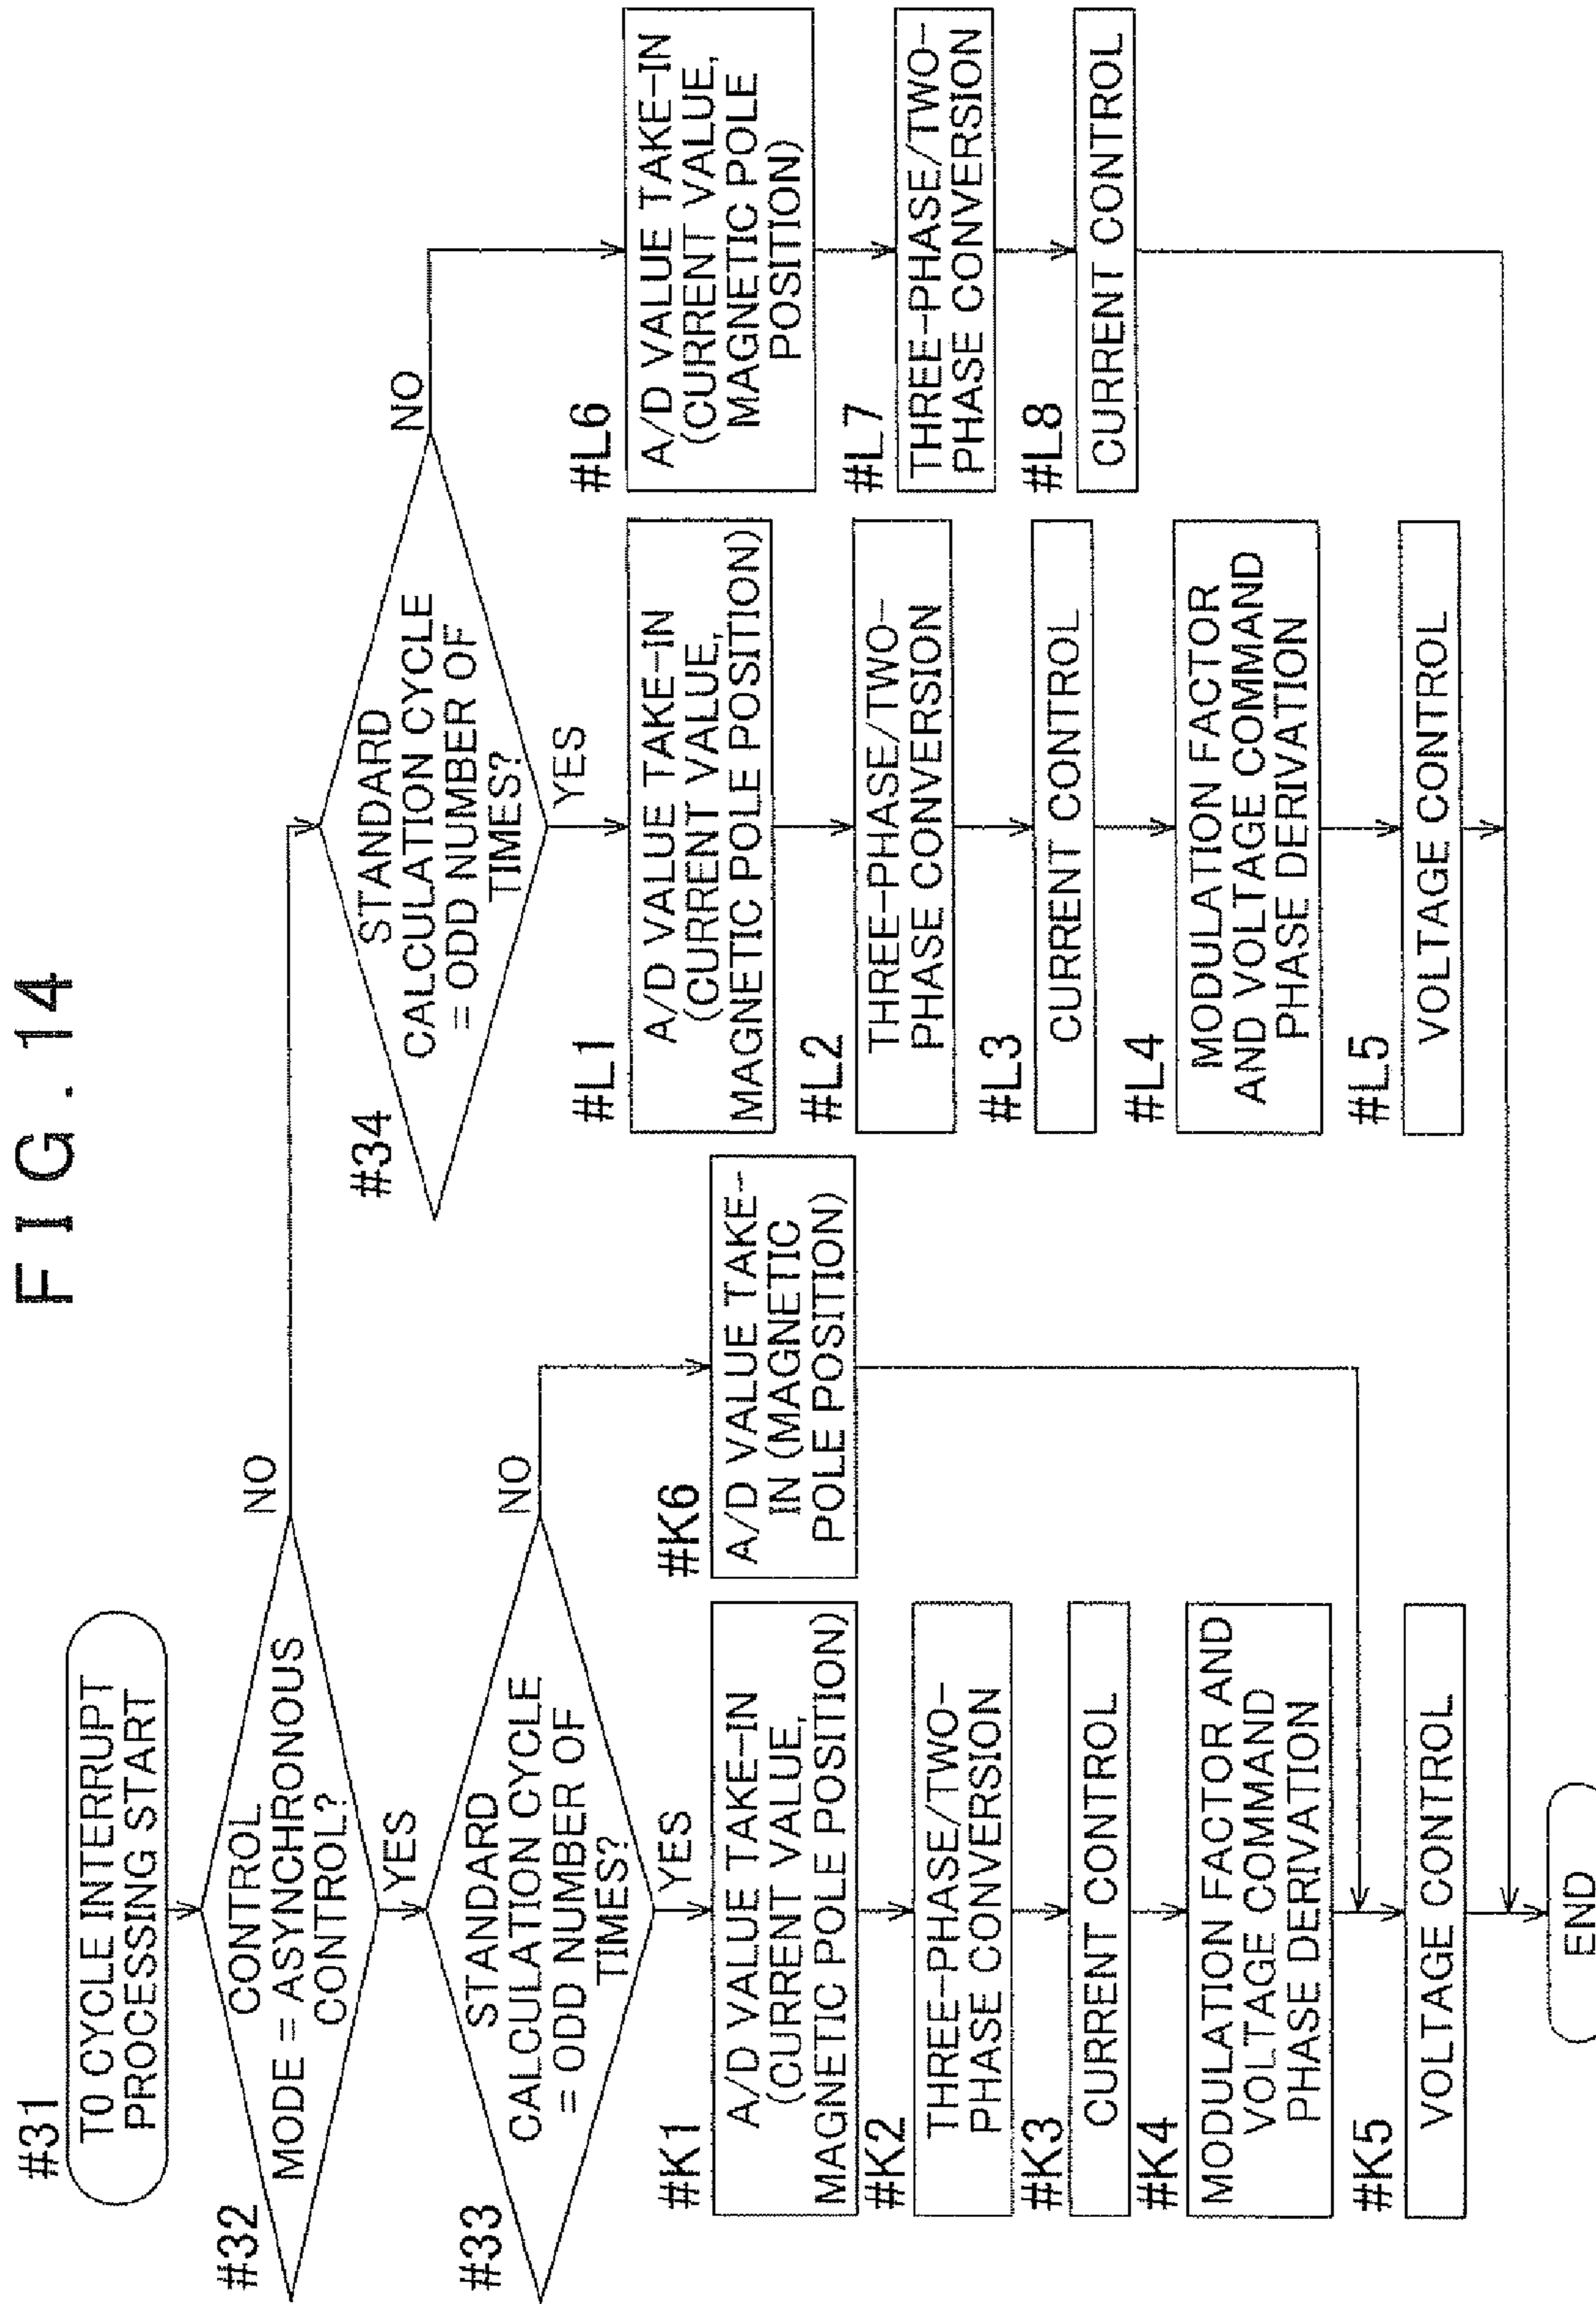 FIG. 14
#31
T0 CYCLE INTERRUPT
PROCESSING START
#32
CONTROL
MODE = ASYNCHRONOUS
CONTROL?
NO
YES
#33
STANDARD
CALCULATION CYCLE
= ODD NUMBER OF
TIMES?
NO
YES
#K1
A/D VALUE TAKE-IN
(CURRENT VALUE,
MAGNETIC POLE POSITION)
#K2
THREE-PHASE/TWO-
PHASE CONVERSION
#K3
CURRENT CONTROL
#K4
MODULATION FACTOR AND
VOLTAGE COMMAND
PHASE DERIVATION
#K5
VOLTAGE CONTROL
#K6
A/D VALUE TAKE-
IN (MAGNETIC
POLE POSITION)
#34
STANDARD
CALCULATION CYCLE
= ODD NUMBER OF
TIMES?
NO
YES
#L1
A/D VALUE TAKE-IN
(CURRENT VALUE,
MAGNETIC POLE POSITION)
#L2
THREE-PHASE/TWO-
PHASE CONVERSION
#L3
CURRENT CONTROL
#L4
MODULATION FACTOR
AND VOLTAGE COMMAND
PHASE DERIVATION
#L5
VOLTAGE CONTROL
#L6
A/D VALUE TAKE-IN
(CURRENT VALUE,
MAGNETIC POLE
POSITION)
#L7
THREE-PHASE/TWO-
PHASE CONVERSION
#L8
CURRENT CONTROL
END